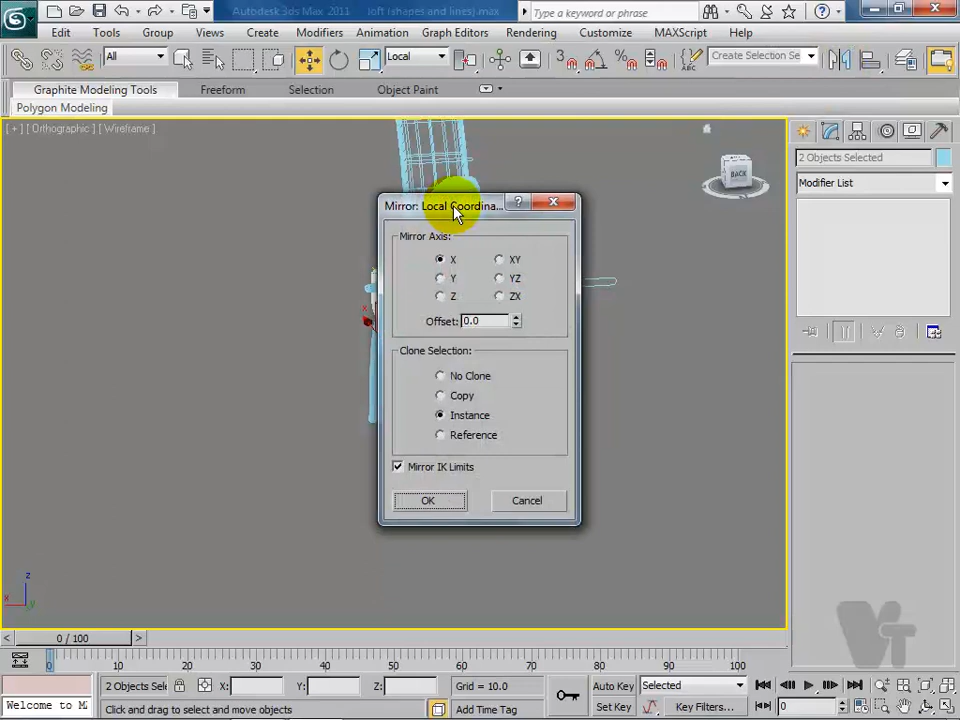 Autodesk 3ds Max 2011 loft (shapes and lines).max
Type a keyword or phrase
Edit Tools Group Views Create Modifiers Animation Graph Editors Rendering Customize MAXScript Help
All Local Create Selection Se
Graphite Modeling Tools Freeform Selection Object Paint
Polygon Modeling
[ + ] [ Orthographic ] [ Wireframe ]
BACK
2 Objects Selected
Modifier List
Mirror: Local Coordina...
Mirror Axis:
X XY
Y YZ
Z ZX
Offset: 0.0
Clone Selection:
No Clone
Copy
Instance
Reference
Mirror IK Limits
OK Cancel
x
z
x y
VT
< 0 / 100 >
0 10 20 30 40 50 60 70 80 90 100
2 Objects Sele X: Y: Z: Grid = 10.0 Auto Key Selected
Welcome to M Click and drag to select and move objects Add Time Tag Set Key Key Filters... 0